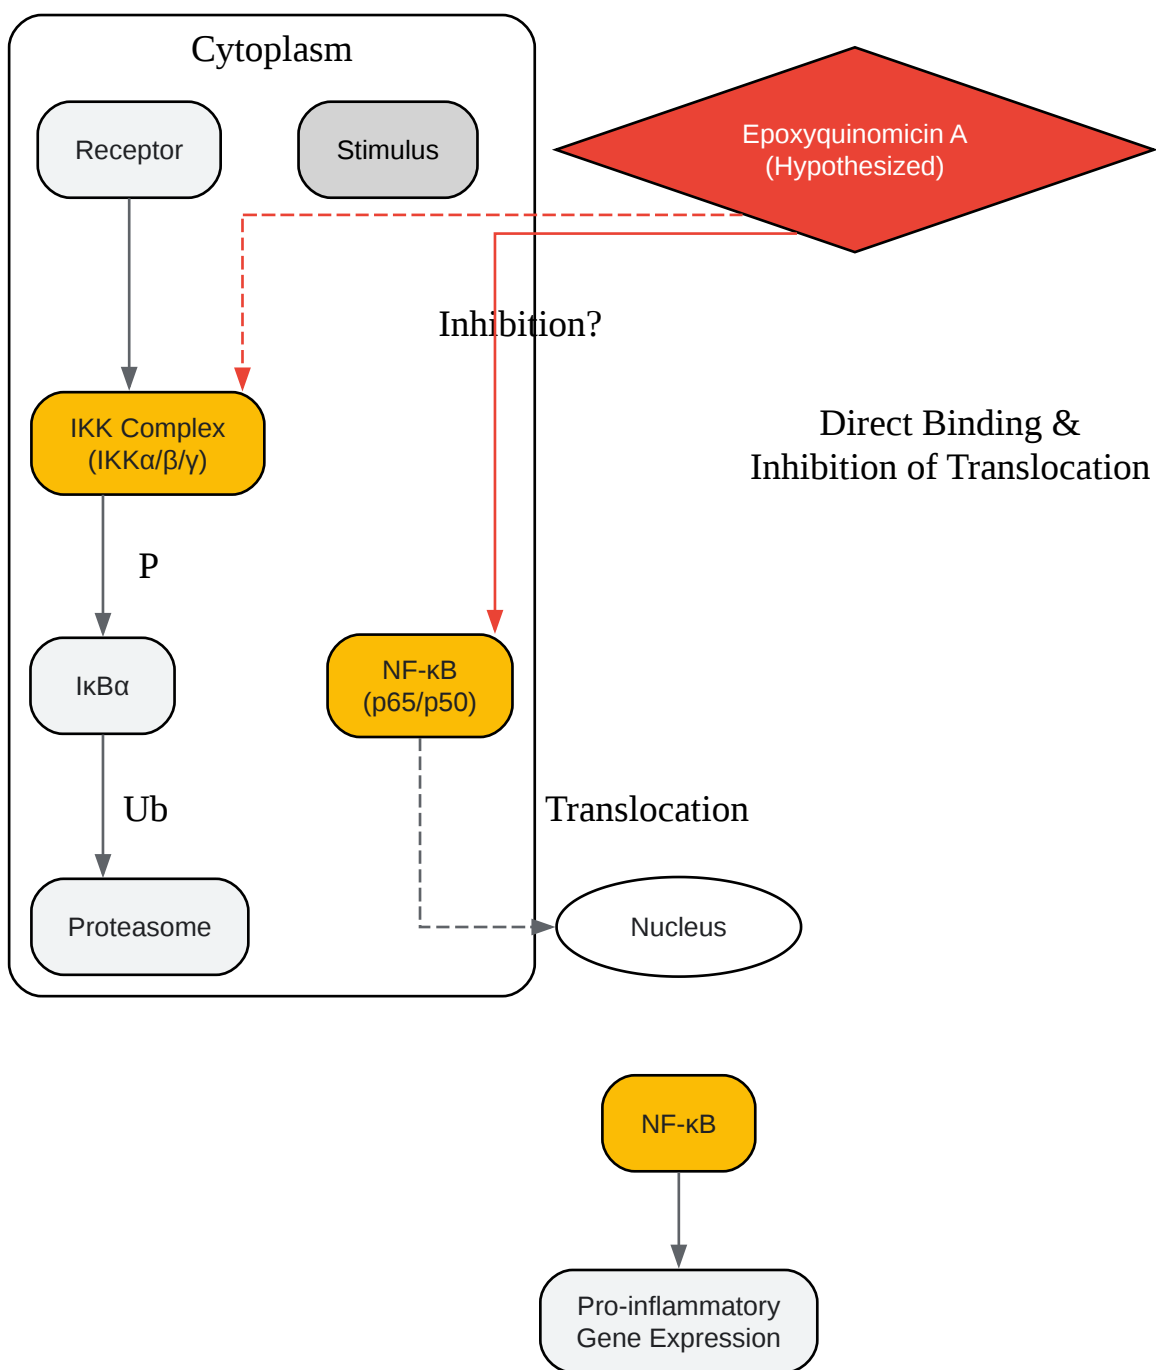 Cytoplasm
Receptor
Stimulus
Epoxyquinomicin A
(Hypothesized)
Inhibition?
IKK Complex
(IKKα/β/γ)
Direct Binding &
Inhibition of Translocation
P
IκBα
NF-κB
(p65/p50)
Ub
Translocation
Proteasome
Nucleus
NF-κB
Pro-inflammatory
Gene Expression